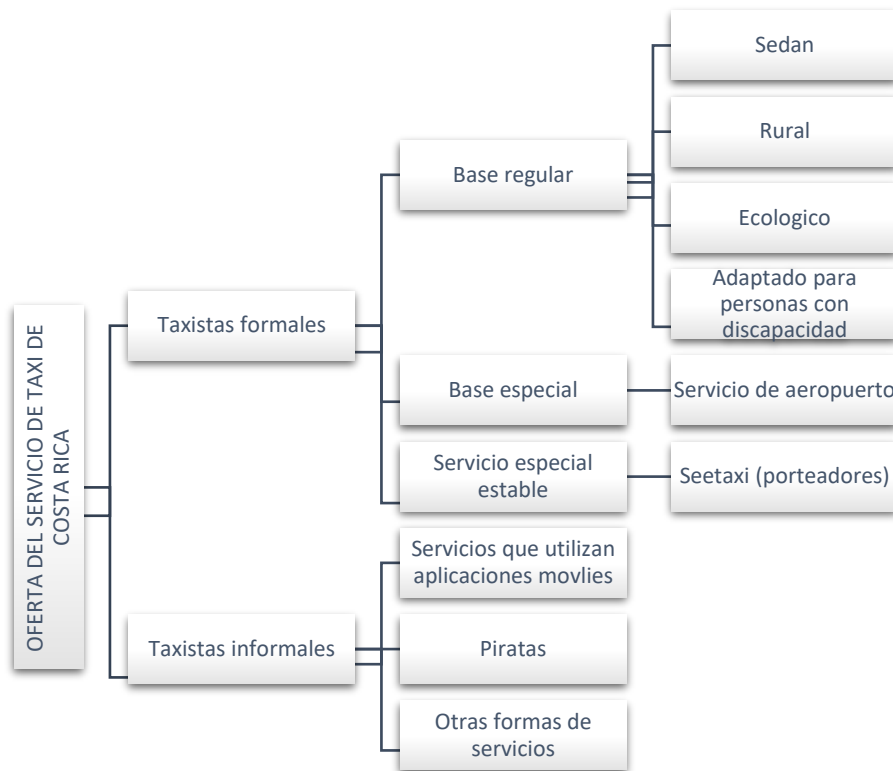 OFERTA DEL SERVICIO DE TAXI DE
COSTA RICA
Taxistas formales
Base regular
Sedan
Rural
Ecologico
Adaptado para
personas con
discapacidad
Base especial
Servicio de aeropuerto
Servicio especial
estable
Seetaxi (porteadores)
Taxistas informales
Servicios que utilizan
aplicaciones movlies
Piratas
Otras formas de
servicios